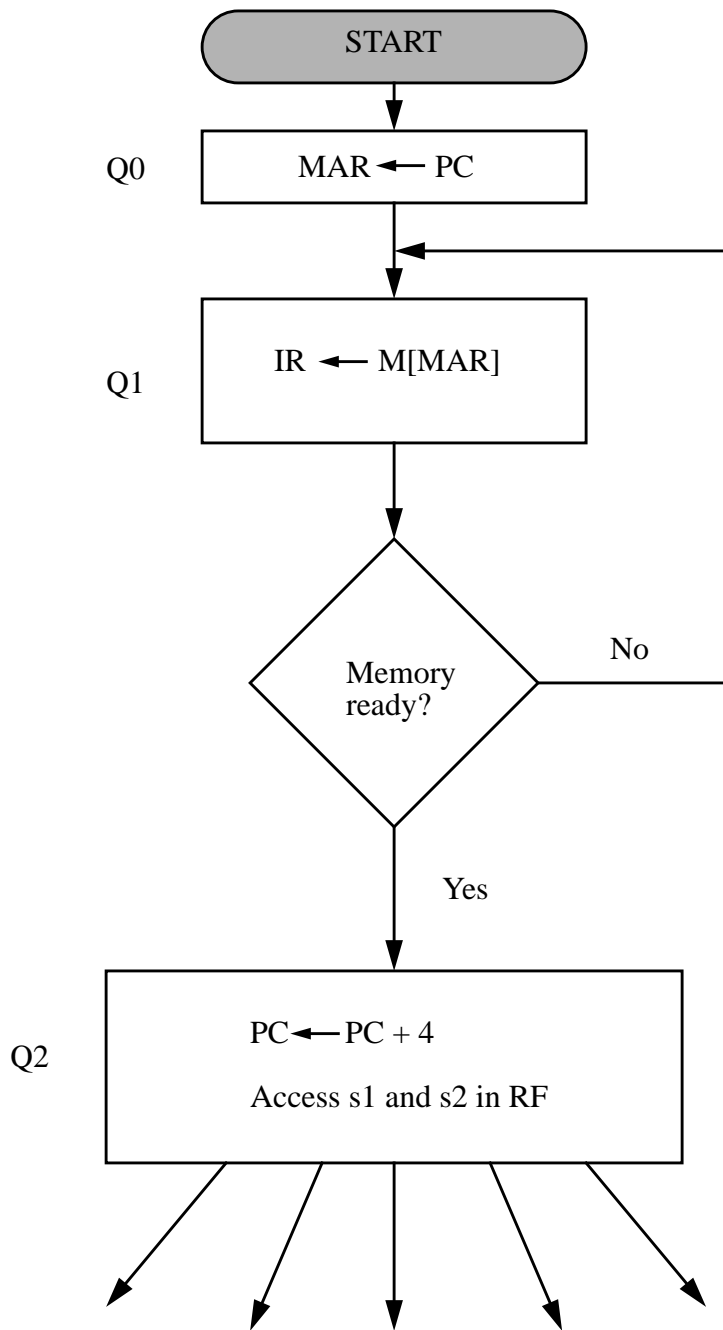 START
Q0
MAR ← PC
Q1
IR ← M[MAR]
Memory
ready?
No
Yes
Q2
PC ← PC + 4
Access s1 and s2 in RF